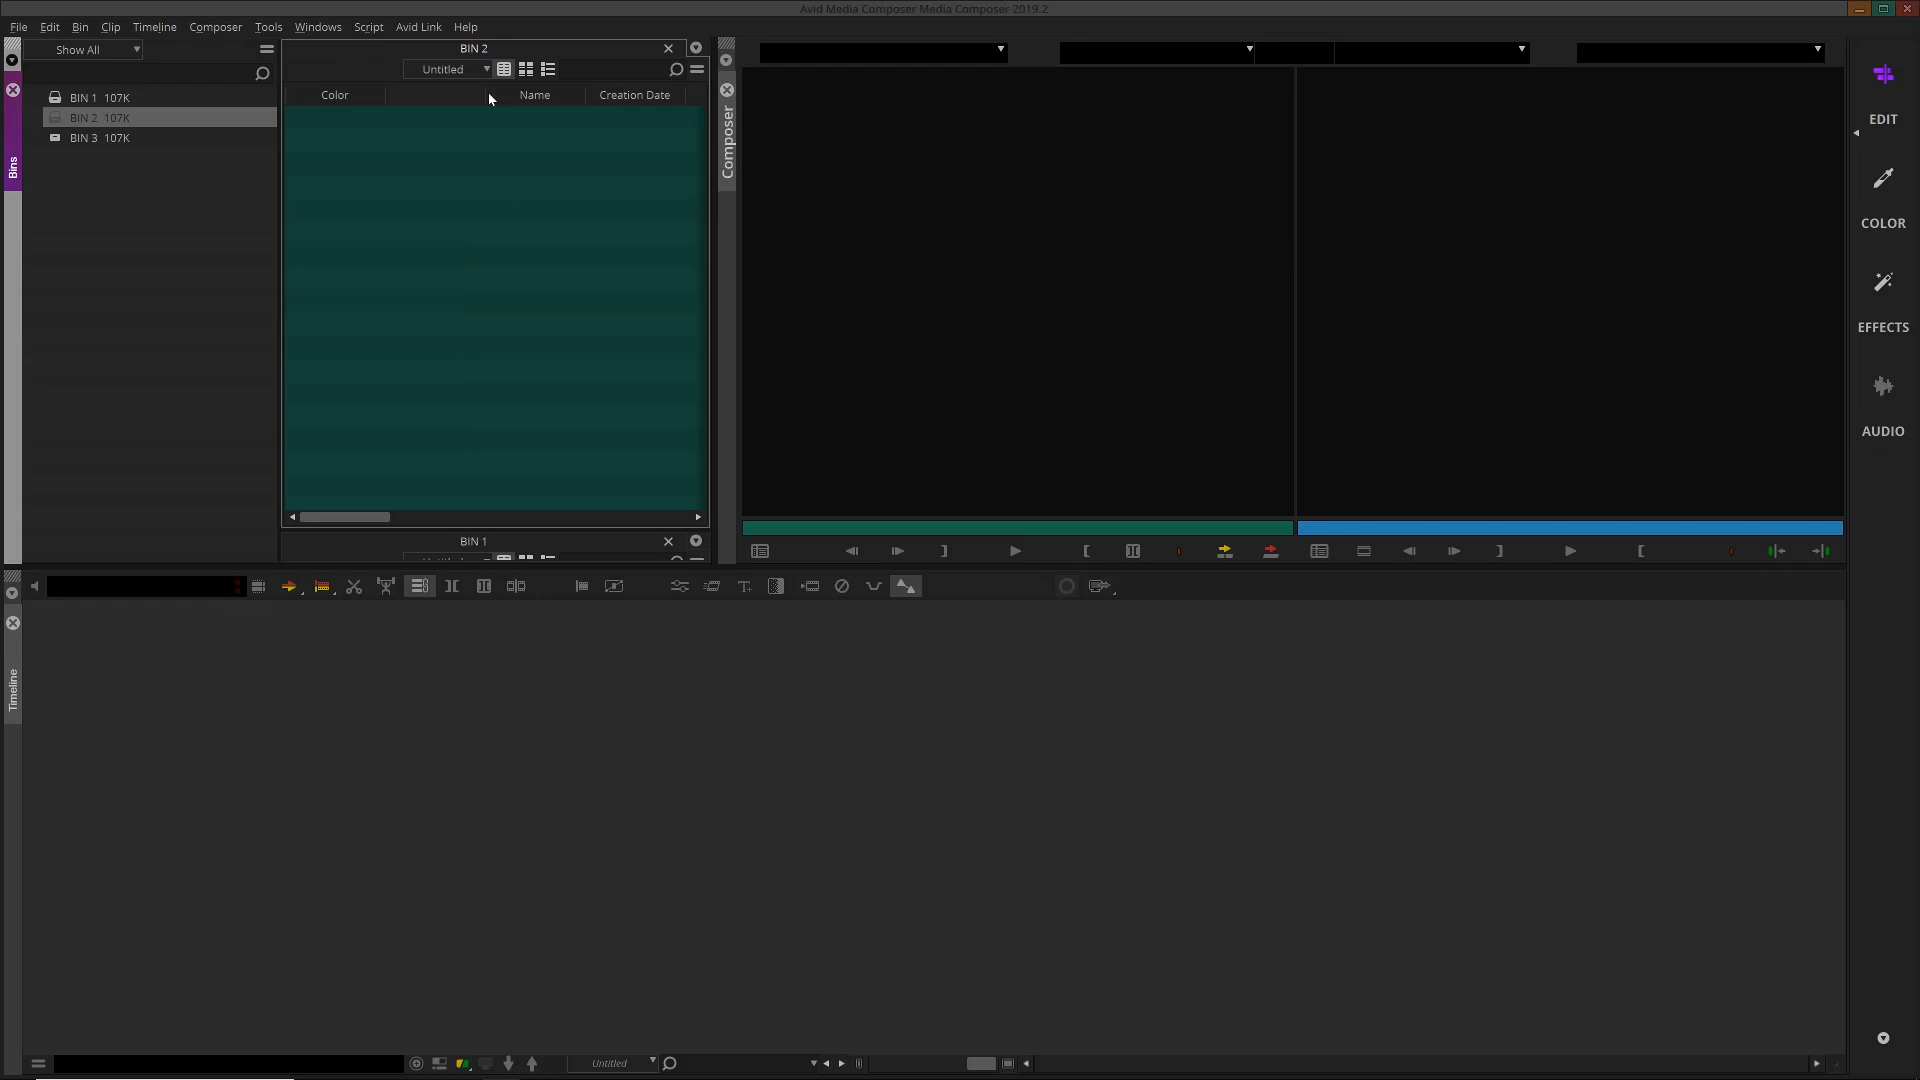 Avid Media Composer Media Composer 2019.2
File Edit Bin Clip Timeline Composer Tools Windows Script Avid Link Help
Show All
BIN 2
Untitled
Color Name Creation Date
BIN 1 107K
BIN 2 107K
BIN 3 107K
Bins
Composer
EDIT
COLOR
EFFECTS
AUDIO
BIN 1
Timeline
Untitled